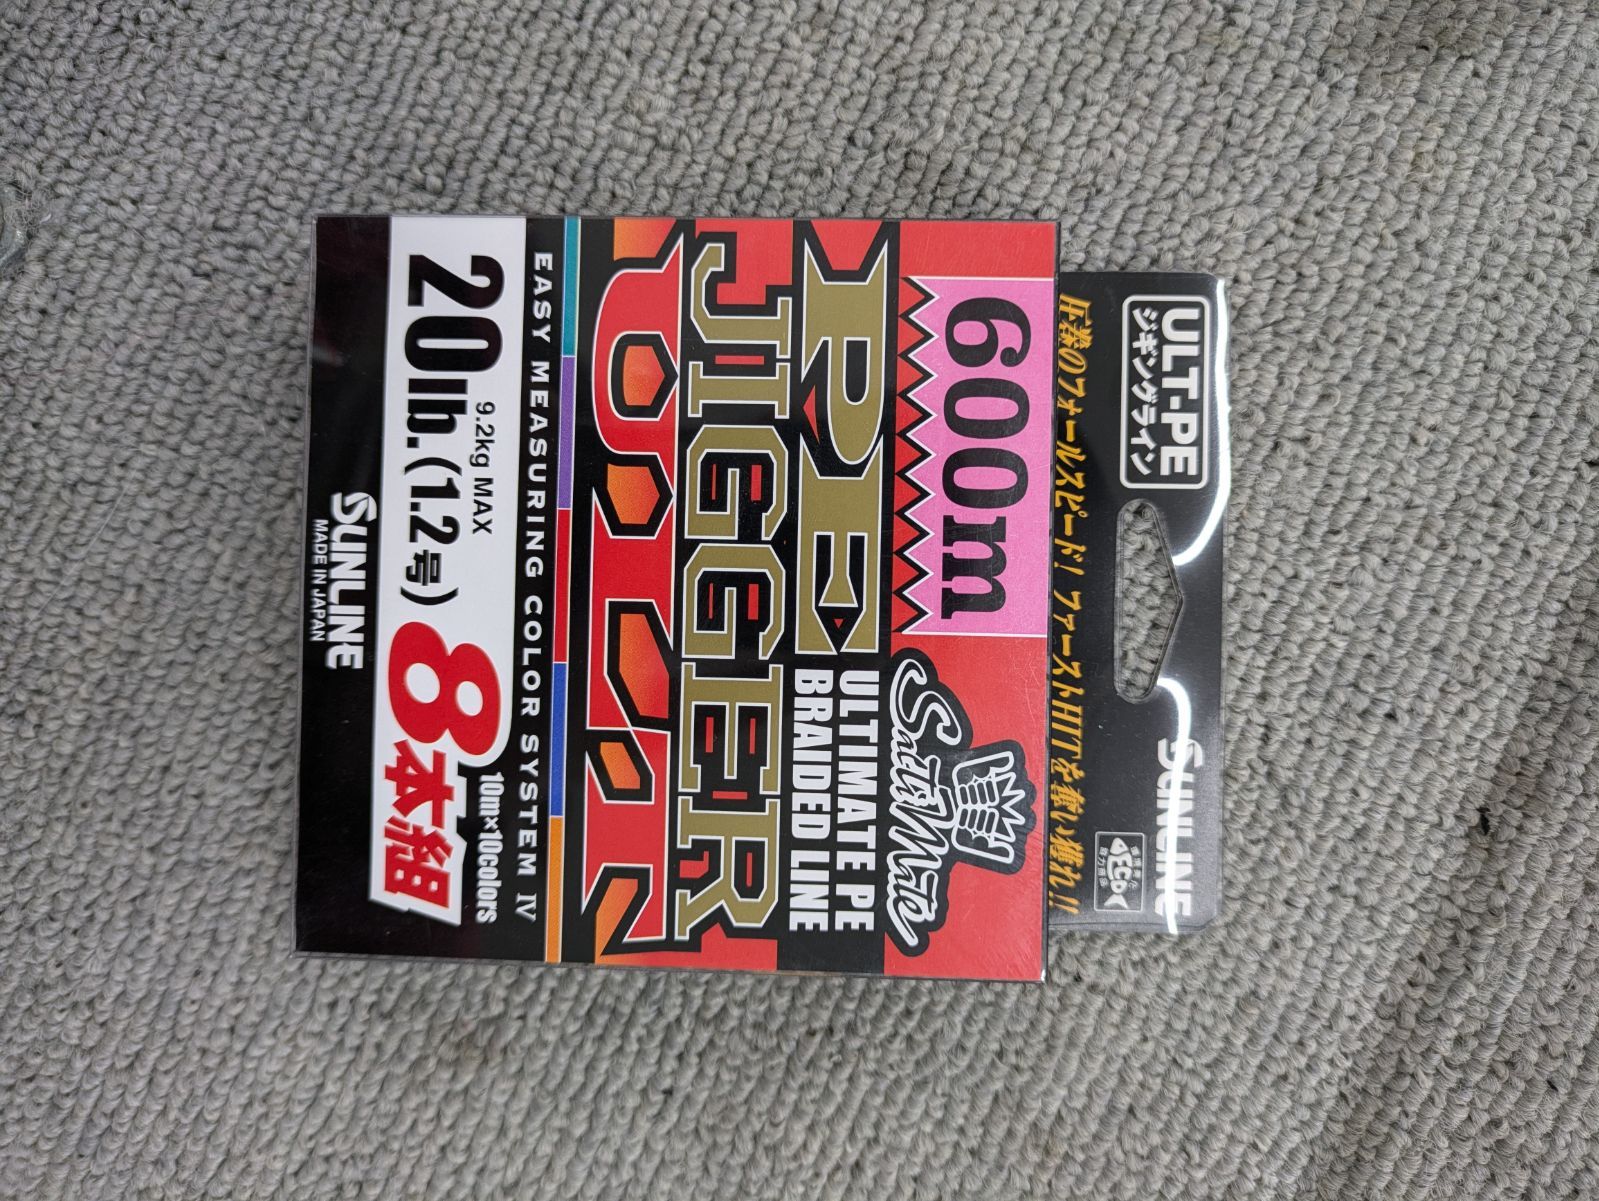 ULT-PE
ジギングライン
SUNLINE
圧巻のフォールスピード! ファーストHITを奪い獲れ!!
ECO
600m
SaltiMate
PE
ULTIMATE PE
BRAIDED LINE
JIGGER
ULT
EASY MEASURING COLOR SYSTEM IV
20lb.(1.2号)
9.2kg MAX
8本組
10m×10colors
SUNLINE
MADE IN JAPAN